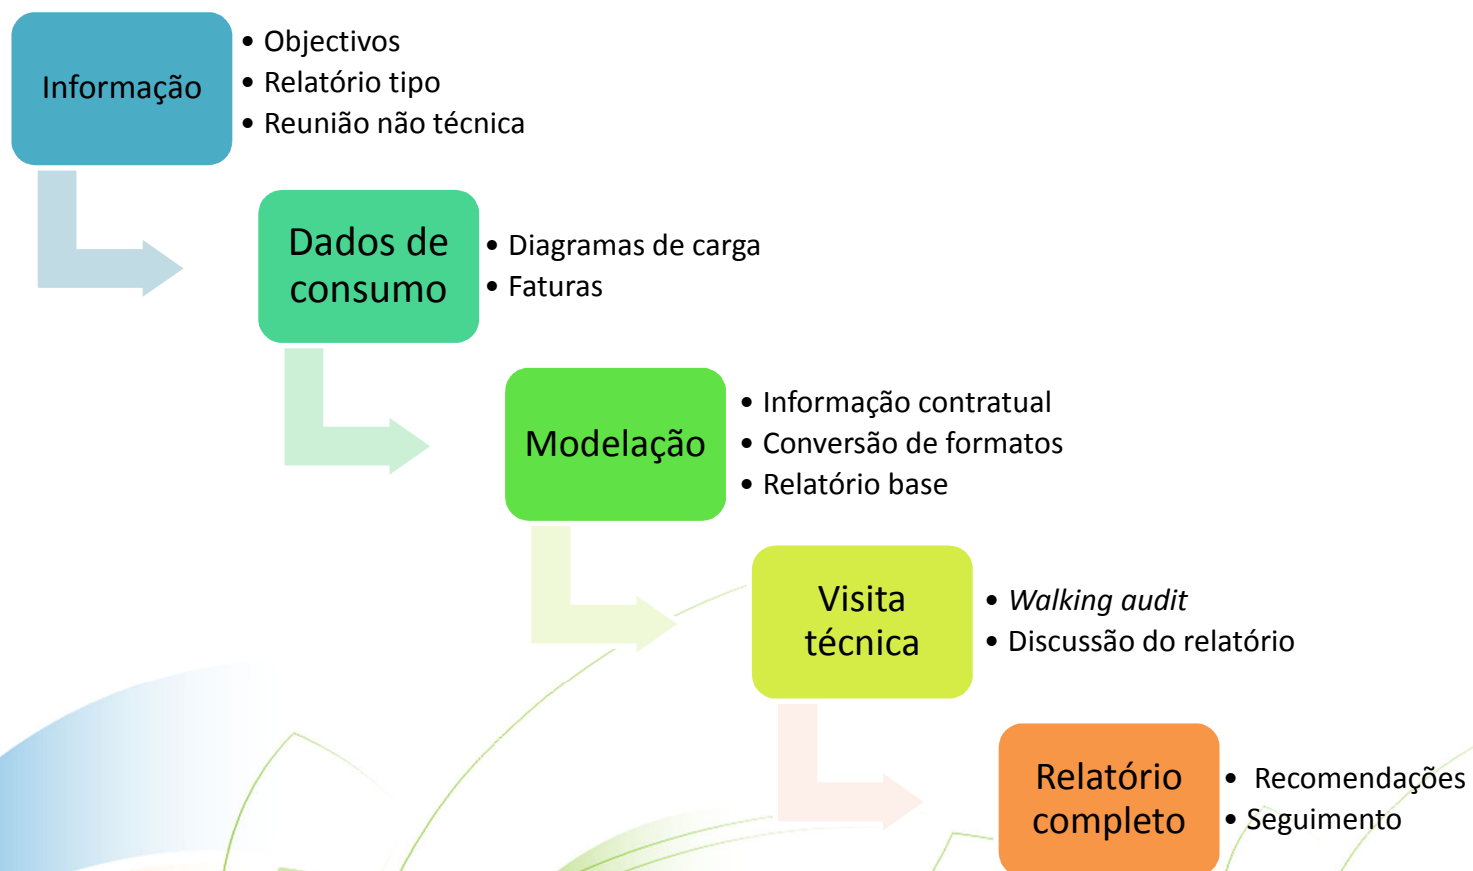 Informação
• Objectivos
• Relatório tipo
• Reunião não técnica
Dados de
consumo
• Diagramas de carga
• Faturas
Modelação
• Informação contratual
• Conversão de formatos
• Relatório base
Visita
técnica
• Walking audit
• Discussão do relatório
Relatório
completo
• Recomendações
• Seguimento